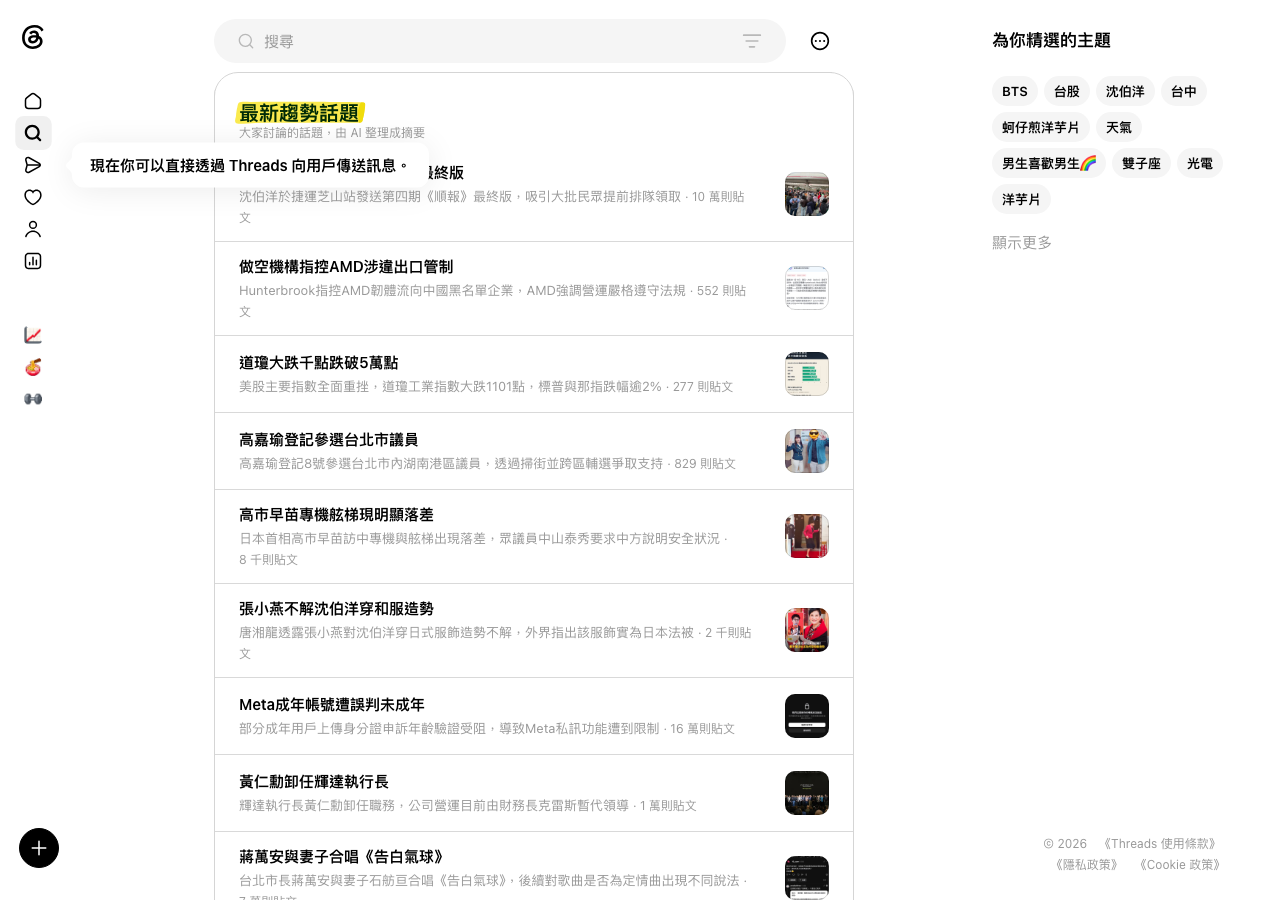 搜尋
最新趨勢話題
大家討論的話題，由 AI 整理成摘要
現在你可以直接透過 Threads 向用戶傳送訊息。
最終版
沈伯洋於捷運芝山站發送第四期《順報》最終版，吸引大批民眾提前排隊領取 · 10 萬則貼
文
做空機構指控AMD涉違出口管制
Hunterbrook指控AMD韌體流向中國黑名單企業，AMD強調營運嚴格遵守法規 · 552 則貼
文
道瓊大跌千點跌破5萬點
美股主要指數全面重挫，道瓊工業指數大跌1101點，標普與那指跌幅逾2% · 277 則貼文
高嘉瑜登記參選台北市議員
高嘉瑜登記8號參選台北市內湖南港區議員，透過掃街並跨區輔選爭取支持 · 829 則貼文
高市早苗專機舷梯現明顯落差
日本首相高市早苗訪中專機與舷梯出現落差，眾議員中山泰秀要求中方說明安全狀況 ·
8 千則貼文
張小燕不解沈伯洋穿和服造勢
唐湘龍透露張小燕對沈伯洋穿日式服飾造勢不解，外界指出該服飾實為日本法被 · 2 千則貼
文
Meta成年帳號遭誤判未成年
部分成年用戶上傳身分證申訴年齡驗證受阻，導致Meta私訊功能遭到限制 · 16 萬則貼文
黃仁勳卸任輝達執行長
輝達執行長黃仁勳卸任職務，公司營運目前由財務長克雷斯暫代領導 · 1 萬則貼文
蔣萬安與妻子合唱《告白氣球》
台北市長蔣萬安與妻子石舫亘合唱《告白氣球》，後續對歌曲是否為定情曲出現不同說法 ·
為你精選的主題
BTS 台股 沈伯洋 台中
蚵仔煎洋芋片 天氣
男生喜歡男生🌈 雙子座 光電
洋芋片
顯示更多
© 2026 《Threads 使用條款》
《隱私政策》 《Cookie 政策》